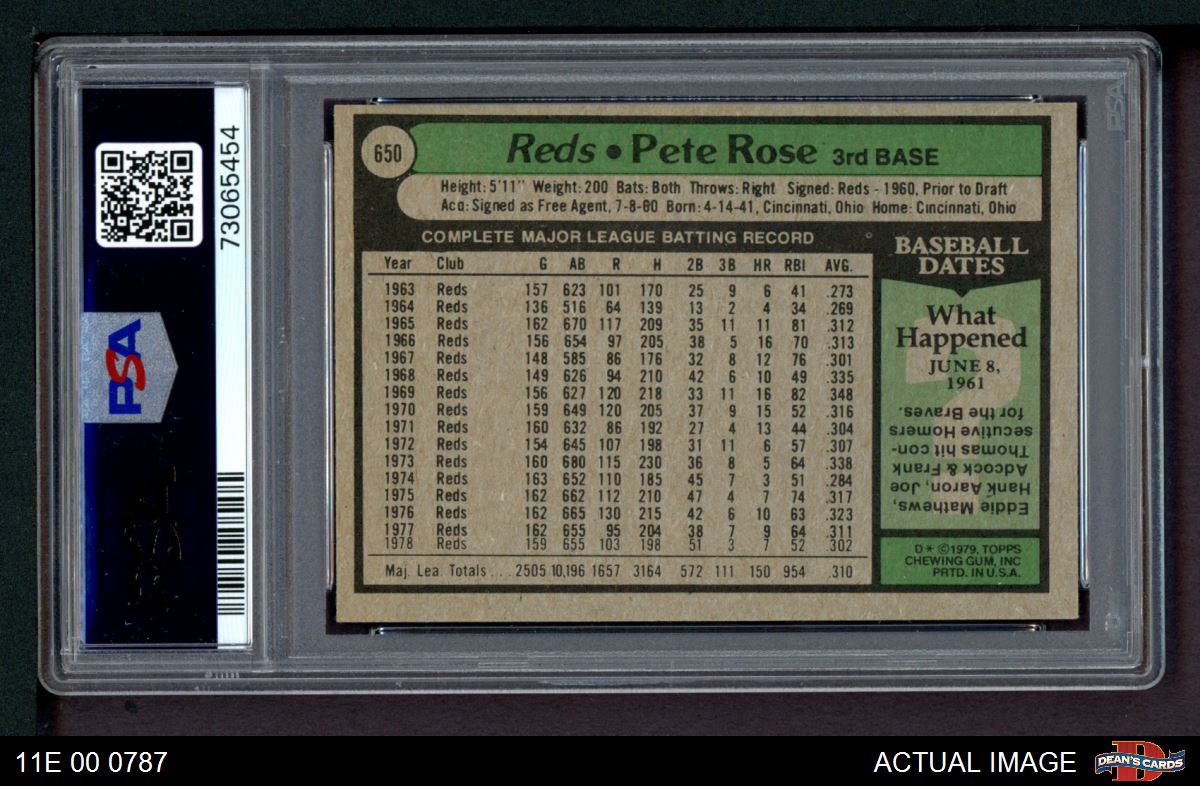 73065454
PSA
650
Reds • Pete Rose 3rd BASE
Height: 5'11" Weight: 200 Bats: Both Throws: Right Signed: Reds - 1960, Prior to Draft
Acq: Signed as Free Agent, 7-8-60 Born: 4-14-41, Cincinnati, Ohio Home: Cincinnati, Ohio
COMPLETE MAJOR LEAGUE BATTING RECORD
Year Club G AB R H 2B 3B HR RBI AVG.
1963 Reds 157 623 101 170 25 9 6 41 .273
1964 Reds 136 516 64 139 13 2 4 34 .269
1965 Reds 162 670 117 209 35 11 11 81 .312
1966 Reds 156 654 97 205 38 5 16 70 .313
1967 Reds 148 585 86 176 32 8 12 76 .301
1968 Reds 149 626 94 210 42 6 10 49 .335
1969 Reds 156 627 120 218 33 11 16 82 .348
1970 Reds 159 649 120 205 37 9 15 52 .316
1971 Reds 160 632 86 192 27 4 13 44 .304
1972 Reds 154 645 107 198 31 11 6 57 .307
1973 Reds 160 680 115 230 36 8 5 64 .338
1974 Reds 163 652 110 185 45 7 3 51 .284
1975 Reds 162 662 112 210 47 4 7 74 .317
1976 Reds 162 665 130 215 42 6 10 63 .323
1977 Reds 162 655 95 204 38 7 9 64 .311
1978 Reds 159 655 103 198 51 3 7 52 .302
Maj. Lea. Totals . . . 2505 10,196 1657 3164 572 111 150 954 .310
BASEBALL
DATES
What
Happened
JUNE 8,
1961
Eddie Mathews,
Hank Aaron, Joe
Adcock & Frank
Thomas hit con-
secutive Homers
for the Braves.
D* ©1979, TOPPS
CHEWING GUM, INC
PRTD. IN U.S.A.
PSA
11E 00 0787
ACTUAL IMAGE
D
DEAN'S CARDS